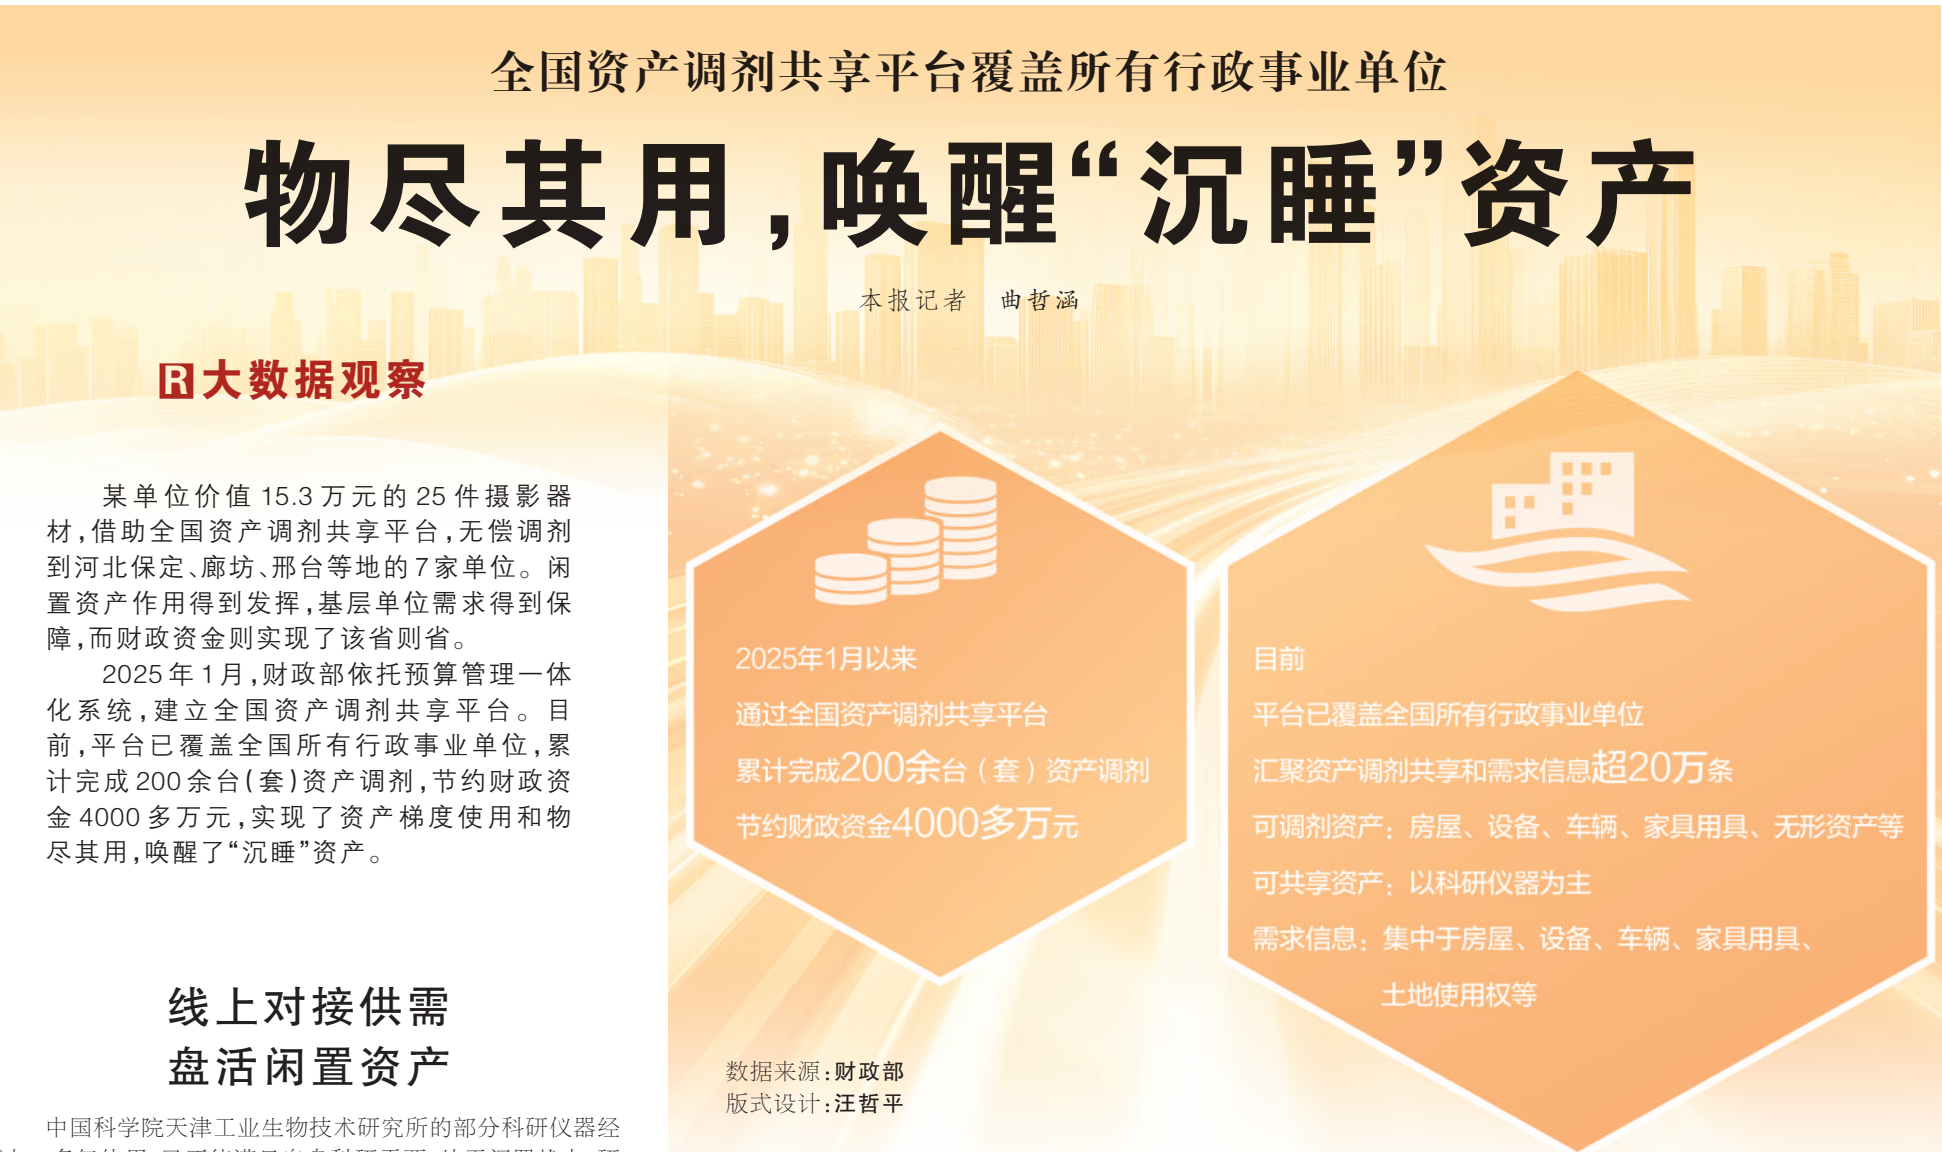 全国资产调剂共享平台覆盖所有行政事业单位
物尽其用,唤醒“沉睡”资产
本报记者 曲哲涵
R大数据观察
某单位价值15.3万元的25件摄影器
材,借助全国资产调剂共享平台,无偿调剂
到河北保定、廊坊、邢台等地的7家单位。闲
置资产作用得到发挥,基层单位需求得到保
障,而财政资金则实现了该省则省。
2025年1月,财政部依托预算管理一体
化系统,建立全国资产调剂共享平台。目
前,平台已覆盖全国所有行政事业单位,累
计完成200余台(套)资产调剂,节约财政资
金4000多万元,实现了资产梯度使用和物
尽其用,唤醒了“沉睡”资产。
线上对接供需
盘活闲置资产
中国科学院天津工业生物技术研究所的部分科研仪器经
2025年1月以来
通过全国资产调剂共享平台
累计完成200余台(套)资产调剂
节约财政资金4000多万元
目前
平台已覆盖全国所有行政事业单位
汇聚资产调剂共享和需求信息超20万条
可调剂资产:房屋、设备、车辆、家具用具、无形资产等
可共享资产:以科研仪器为主
需求信息:集中于房屋、设备、车辆、家具用具、
土地使用权等
数据来源:财政部
版式设计:汪哲平